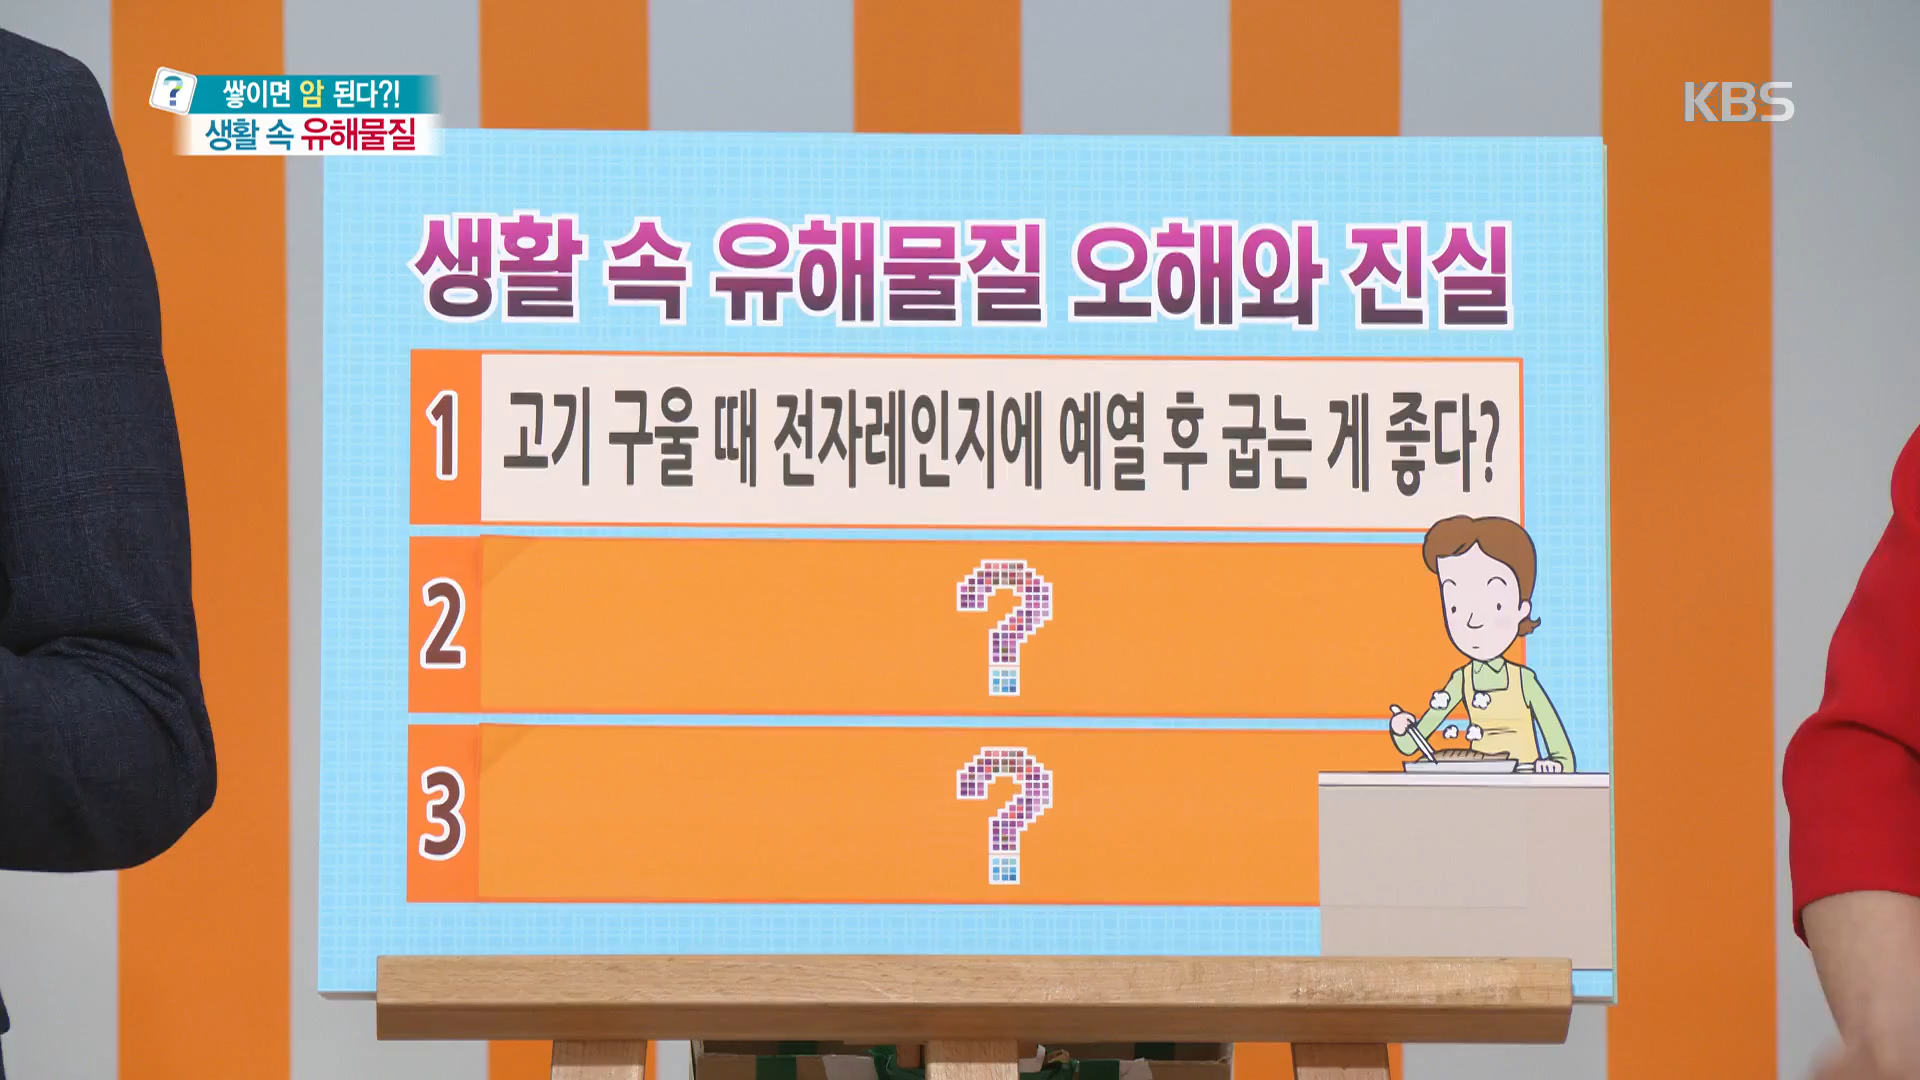 쌓이면 암 된다?!
생활 속 유해물질
KBS
생활 속 유해물질 오해와 진실
1 고기 구울 때 전자레인지에 예열 후 굽는 게 좋다?
2 ?
3 ?